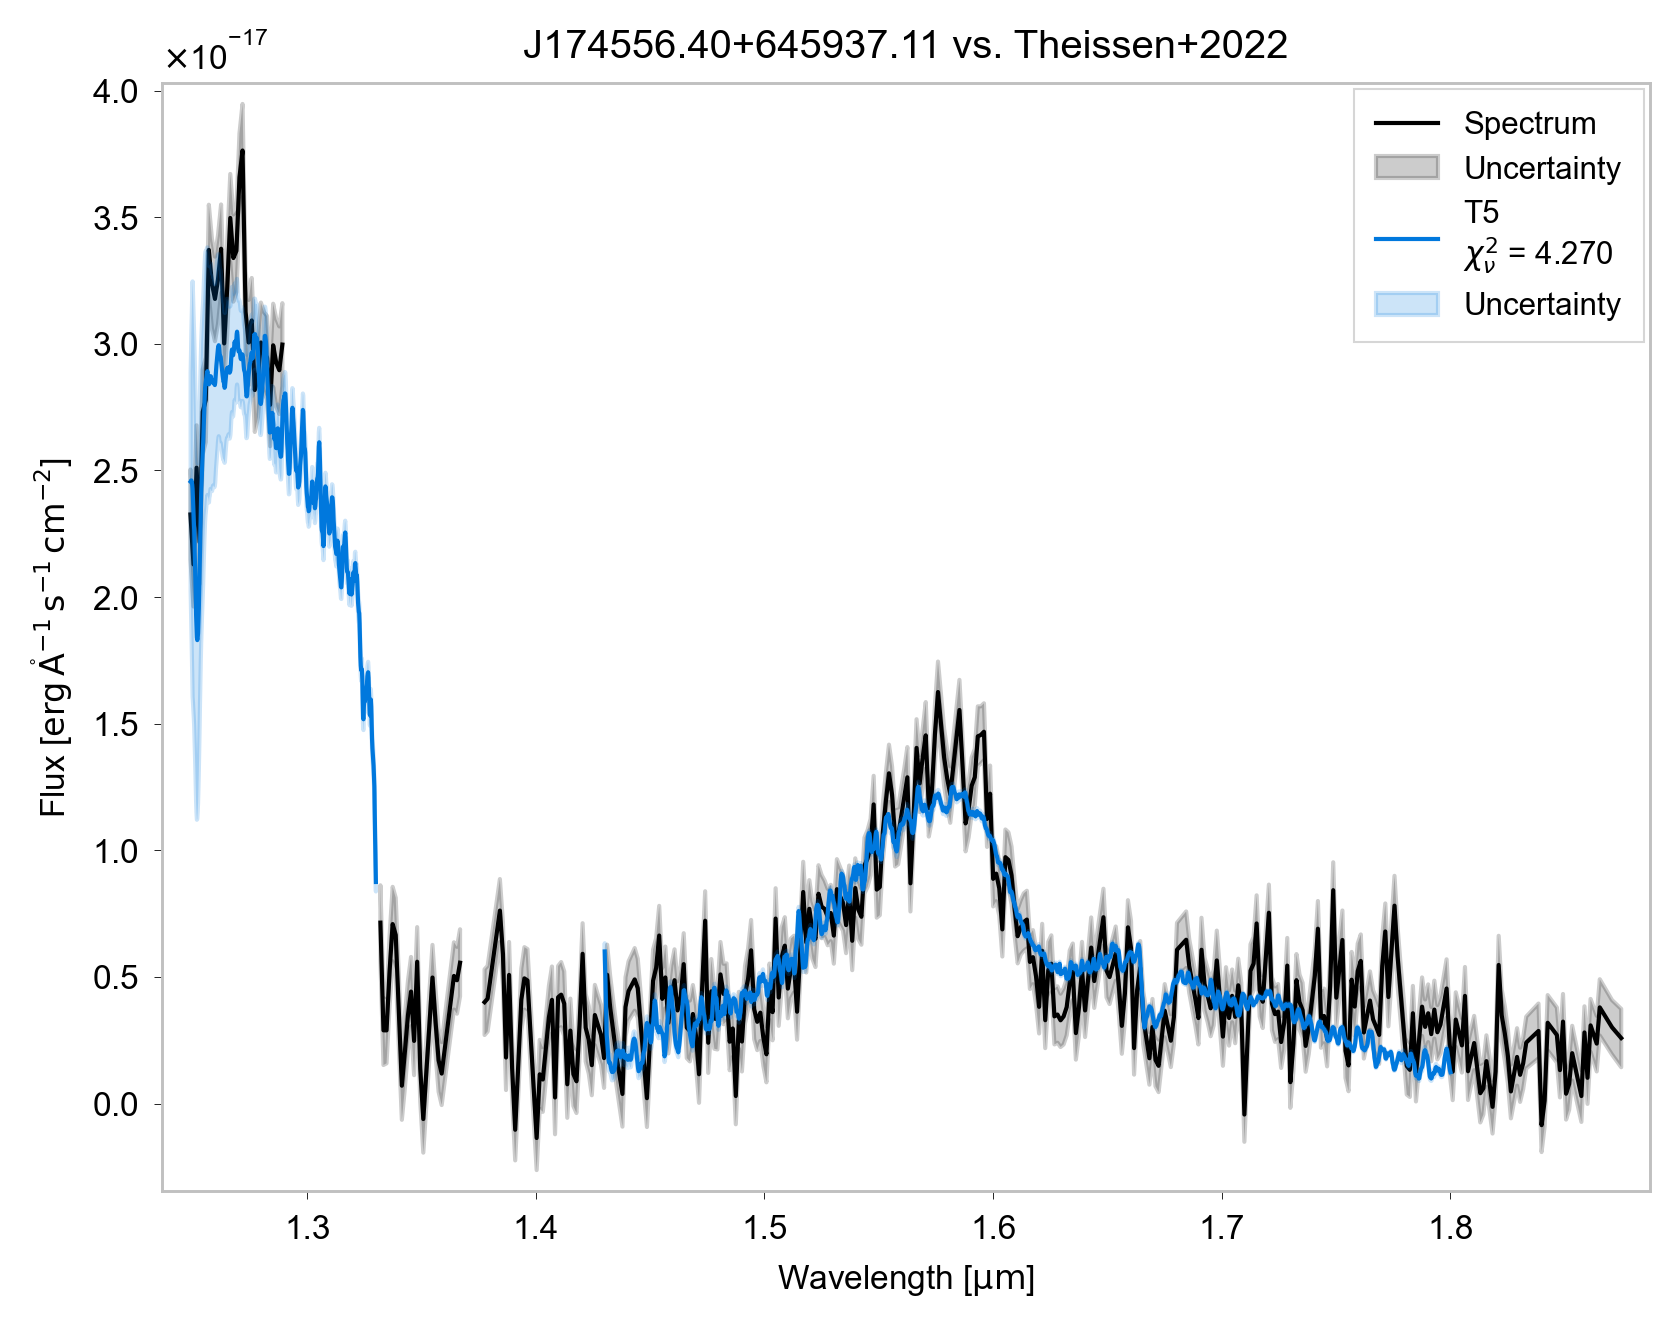 ×10⁻¹⁷
J174556.40+645937.11 vs. Theissen+2022
4.0
3.5
3.0
2.5
2.0
1.5
1.0
0.5
0.0
Flux [erg Å⁻¹ s⁻¹ cm⁻²]
Spectrum
Uncertainty
T5
χ²ᵥ = 4.270
Uncertainty
1.3 1.4 1.5 1.6 1.7 1.8
Wavelength [μm]